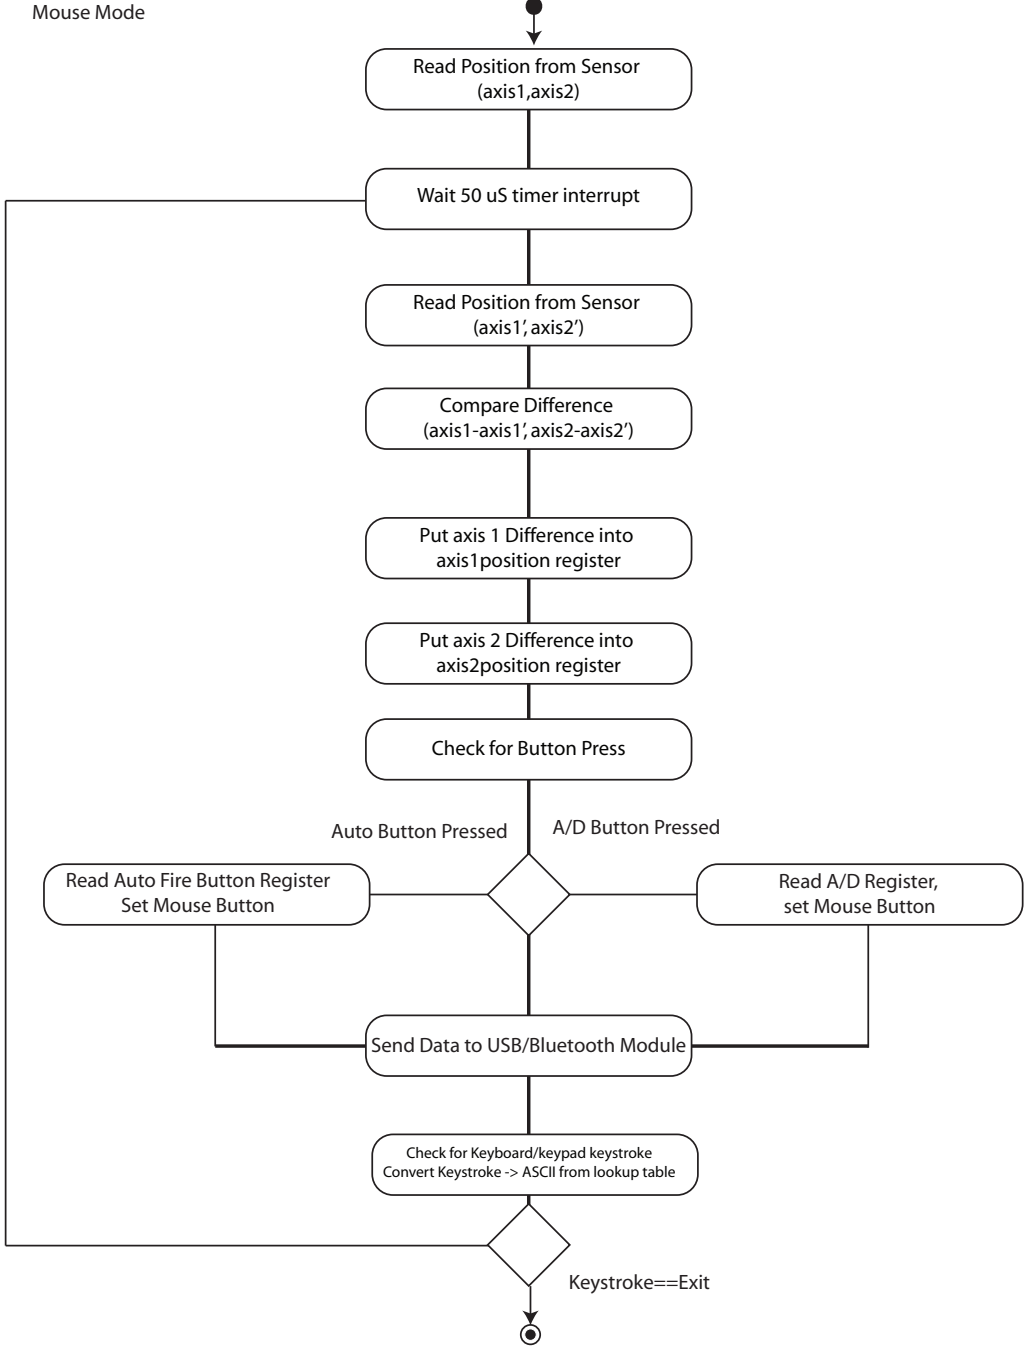 Mouse Mode
Read Position from Sensor
(axis1,axis2)
Wait 50 uS timer interrupt
Read Position from Sensor
(axis1’, axis2’)
Compare Difference
(axis1-axis1’, axis2-axis2’)
Put axis 1 Difference into
axis1position register
Put axis 2 Difference into
axis2position register
Check for Button Press
Auto Button Pressed
A/D Button Pressed
Read Auto Fire Button Register
Set Mouse Button
Read A/D Register,
set Mouse Button
Send Data to USB/Bluetooth Module
Check for Keyboard/keypad keystroke
Convert Keystroke -> ASCII from lookup table
Keystroke==Exit